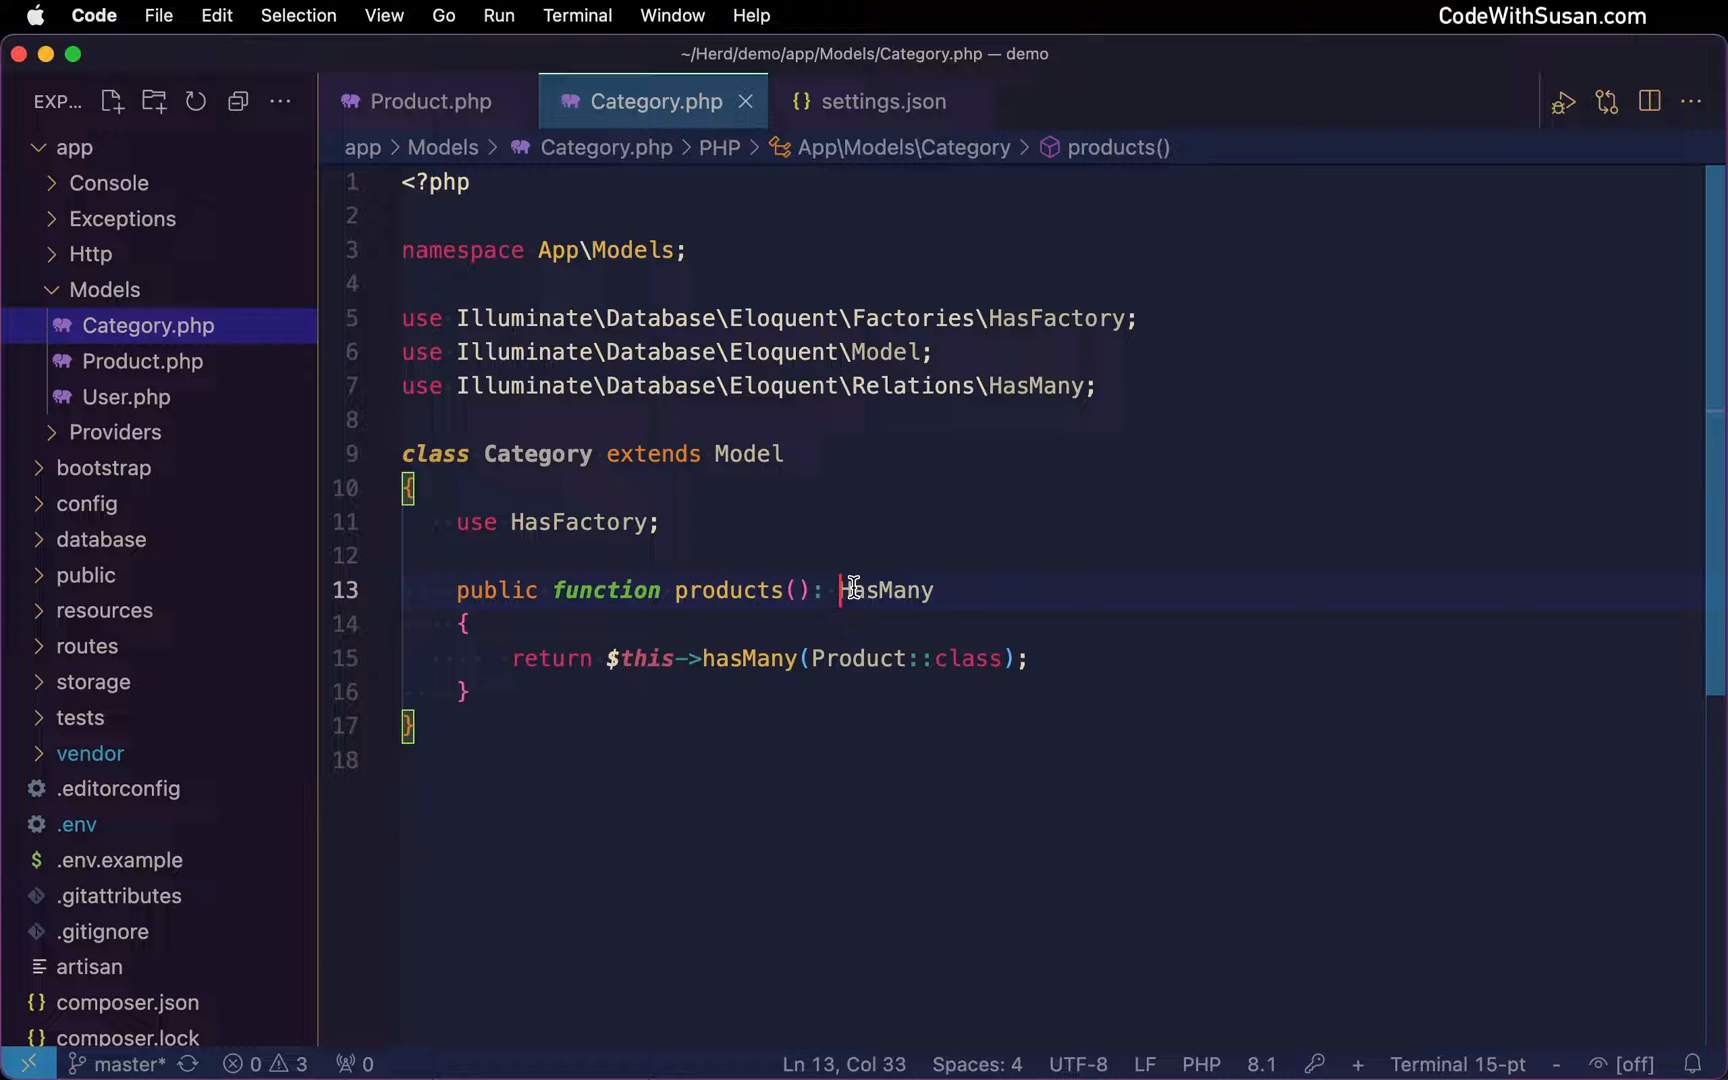 Code File Edit Selection View Go Run Terminal Window Help CodeWithSusan.com
~/Herd/demo/app/Models/Category.php — demo
EXP... Product.php Category.php settings.json
app > Models > Category.php > PHP > App\Models\Category > products()
app
Console
Exceptions
Http
Models
Category.php
Product.php
User.php
Providers
bootstrap
config
database
public
resources
routes
storage
tests
vendor
.editorconfig
.env
.env.example
.gitattributes
.gitignore
artisan
composer.json
composer.lock
1 <?php
2
3 namespace App\Models;
4
5 use Illuminate\Database\Eloquent\Factories\HasFactory;
6 use Illuminate\Database\Eloquent\Model;
7 use Illuminate\Database\Eloquent\Relations\HasMany;
8
9 class Category extends Model
10 {
11 use HasFactory;
12
13 public function products(): HasMany
14 {
15 return $this->hasMany(Product::class);
16 }
17 }
18
master* 0 3 0 Ln 13, Col 33 Spaces: 4 UTF-8 LF PHP 8.1 + Terminal 15-pt - [off]